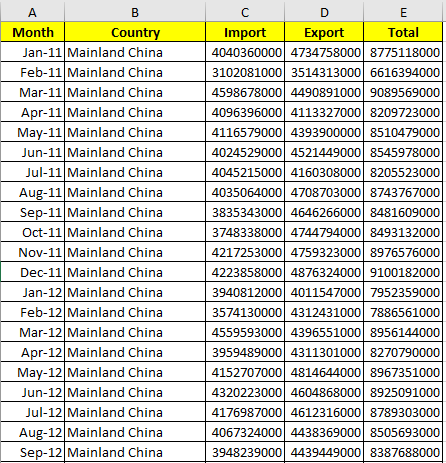 A B C D E
Month Country Import Export Total
Jan-11 Mainland China 4040360000 4734758000 8775118000
Feb-11 Mainland China 3102081000 3514313000 6616394000
Mar-11 Mainland China 4598678000 4490891000 9089569000
Apr-11 Mainland China 4096396000 4113327000 8209723000
May-11 Mainland China 4116579000 4393900000 8510479000
Jun-11 Mainland China 4024529000 4521449000 8545978000
Jul-11 Mainland China 4045215000 4160308000 8205523000
Aug-11 Mainland China 4035064000 4708703000 8743767000
Sep-11 Mainland China 3835343000 4646266000 8481609000
Oct-11 Mainland China 3748338000 4744794000 8493132000
Nov-11 Mainland China 4217253000 4759323000 8976576000
Dec-11 Mainland China 4223858000 4876324000 9100182000
Jan-12 Mainland China 3940812000 4011547000 7952359000
Feb-12 Mainland China 3574130000 4312431000 7886561000
Mar-12 Mainland China 4559593000 4396551000 8956144000
Apr-12 Mainland China 3959489000 4311301000 8270790000
May-12 Mainland China 4152707000 4814644000 8967351000
Jun-12 Mainland China 4320223000 4604868000 8925091000
Jul-12 Mainland China 4176987000 4612316000 8789303000
Aug-12 Mainland China 4067324000 4438369000 8505693000
Sep-12 Mainland China 3948239000 4439449000 8387688000